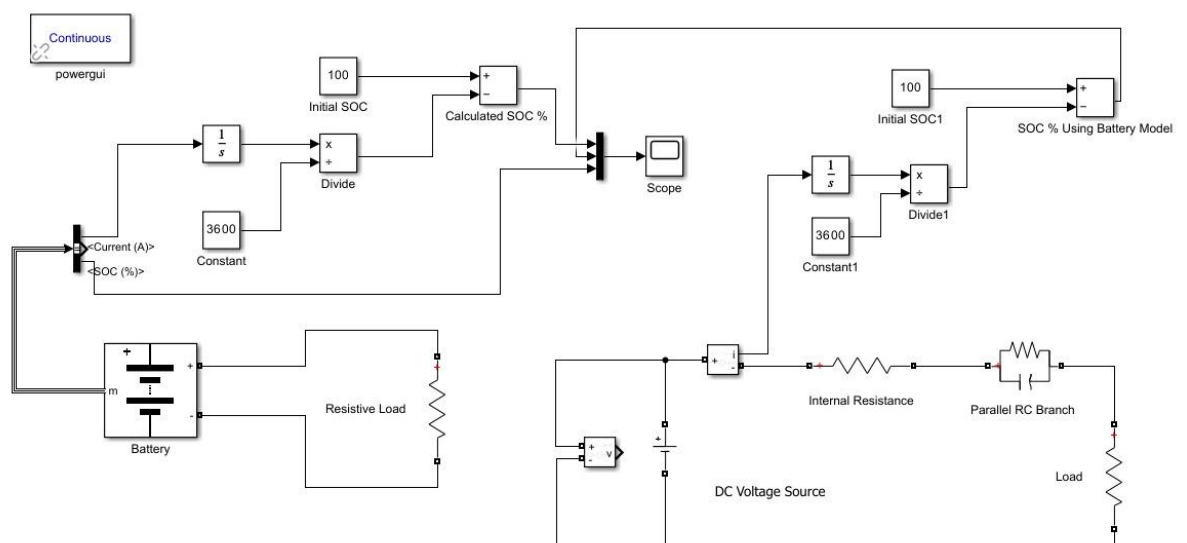 Continuous
powergui
100
Initial SOC
+
−
Calculated SOC %
100
Initial SOC1
+
−
SOC % Using Battery Model
1
s
x
÷
Divide
Scope
1
s
x
÷
Divide1
3600
Constant
3600
Constant1
<Current (A)>
<SOC (%)>
+
m
+
-
Battery
Resistive Load
+
i
-
+
Internal Resistance
+
Parallel RC Branch
+
-
v
+
DC Voltage Source
+
Load